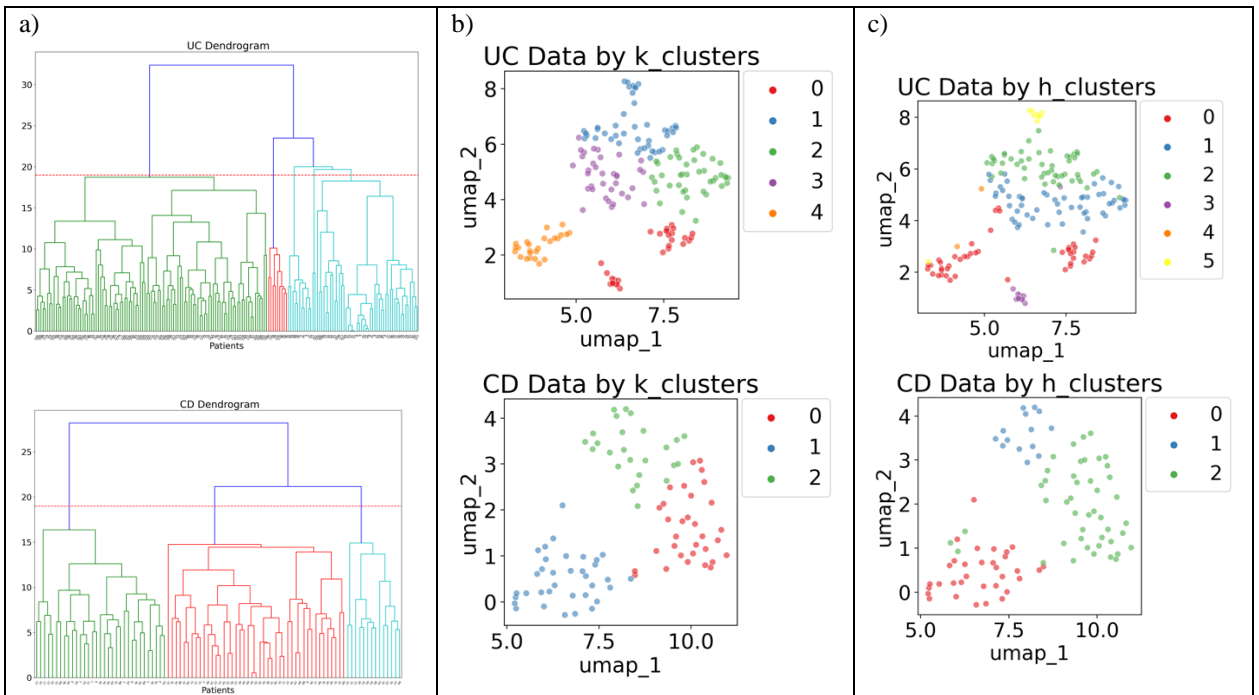 a)
UC Dendrogram
30
25
20
15
10
5
0
Patients
CD Dendrogram
25
20
15
10
5
0
Patients
b)
UC Data by k_clusters
8
6
4
2
umap_2
5.0 7.5
umap_1
0
1
2
3
4
CD Data by k_clusters
4
3
2
1
0
umap_2
5.0 7.5 10.0
umap_1
0
1
2
c)
UC Data by h_clusters
8
6
4
2
umap_2
5.0 7.5
umap_1
0
1
2
3
4
5
CD Data by h_clusters
4
3
2
1
0
umap_2
5.0 7.5 10.0
umap_1
0
1
2